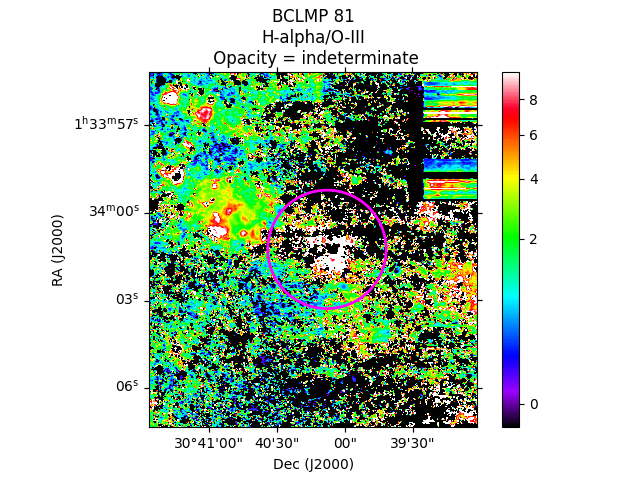 BCLMP 81
H-alpha/O-III
Opacity = indeterminate
1ʰ33ᵐ57ˢ
34ᵐ00ˢ
03ˢ
06ˢ
RA (J2000)
30°41'00" 40'30" 00" 39'30"
Dec (J2000)
8
6
4
2
0